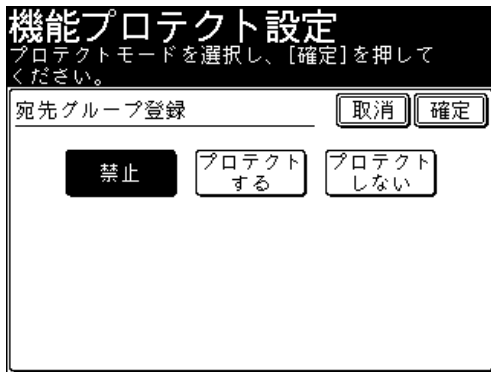 機能プロテクト設定
プロテクトモードを選択し、[確定]を押して
ください。
宛先グループ登録
取消
確定
禁止
プロテクト
する
プロテクト
しない